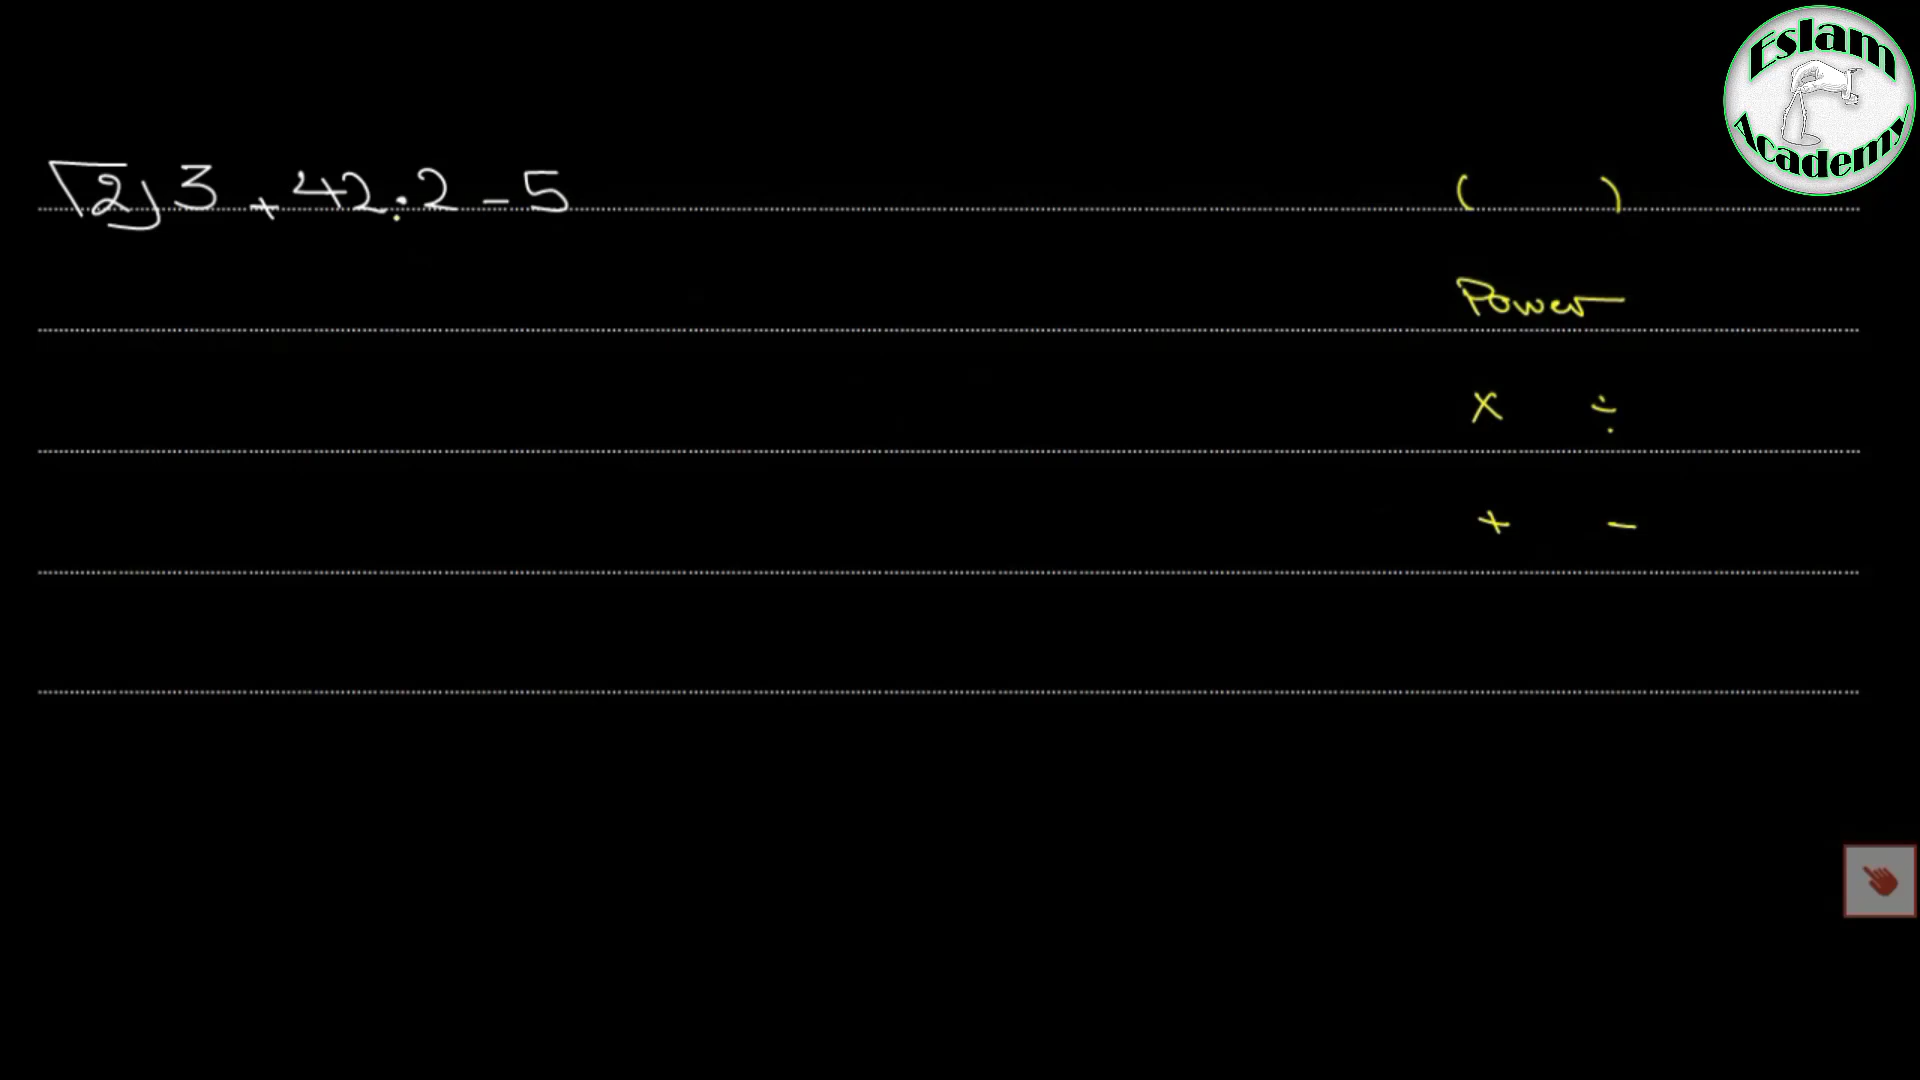 2) 3 + 42 : 2 - 5
( )
Power
× ÷
+ -
Eslam
Academy